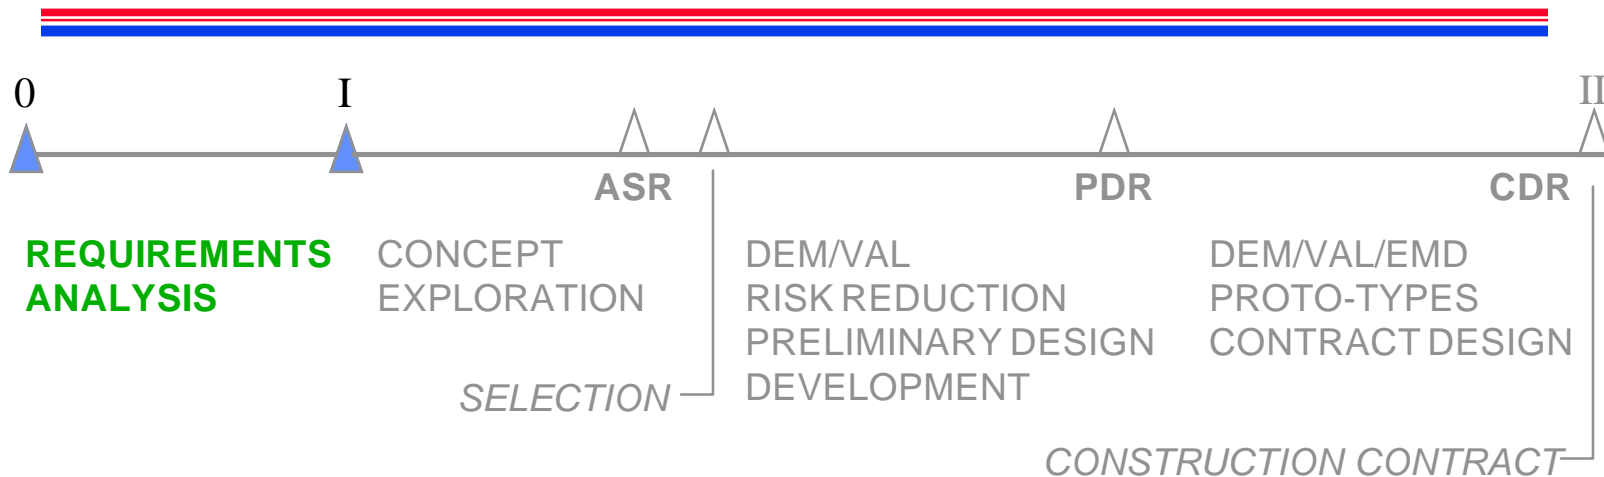 0
I
II
ASR
PDR
CDR
REQUIREMENTS
ANALYSIS
CONCEPT
EXPLORATION
DEM/VAL
RISK REDUCTION
PRELIMINARY DESIGN
DEVELOPMENT
DEM/VAL/EMD
PROTO-TYPES
CONTRACT DESIGN
SELECTION
CONSTRUCTION CONTRACT